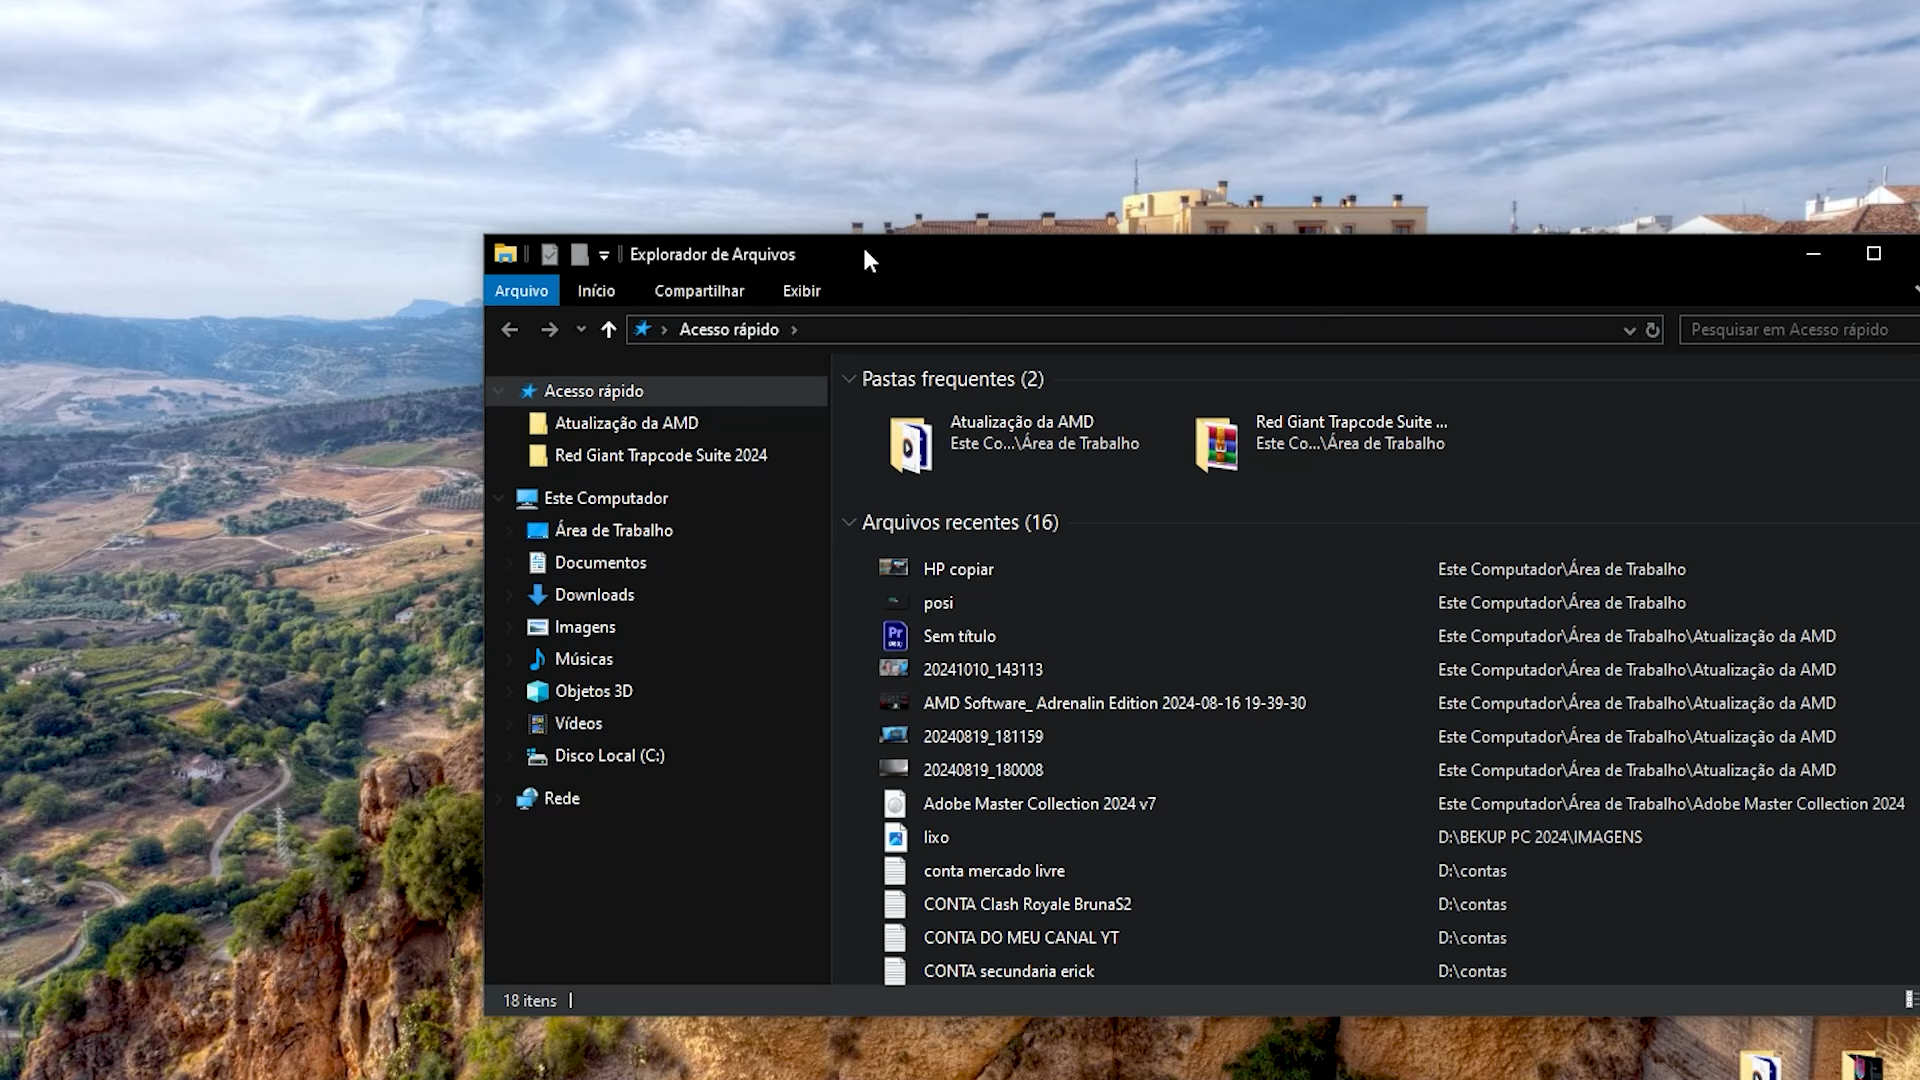 Explorador de Arquivos
Arquivo Início Compartilhar Exibir
Acesso rápido Pesquisar em Acesso rápido
Acesso rápido
Atualização da AMD
Red Giant Trapcode Suite 2024
Este Computador
Área de Trabalho
Documentos
Downloads
Imagens
Músicas
Objetos 3D
Vídeos
Disco Local (C:)
Rede
Pastas frequentes (2)
Atualização da AMD
Este Co...\Área de Trabalho
Red Giant Trapcode Suite ...
Este Co...\Área de Trabalho
Arquivos recentes (16)
HP copiar Este Computador\Área de Trabalho
posi Este Computador\Área de Trabalho
Pr Sem título Este Computador\Área de Trabalho\Atualização da AMD
20241010_143113 Este Computador\Área de Trabalho\Atualização da AMD
AMD Software_ Adrenalin Edition 2024-08-16 19-39-30 Este Computador\Área de Trabalho\Atualização da AMD
20240819_181159 Este Computador\Área de Trabalho\Atualização da AMD
20240819_180008 Este Computador\Área de Trabalho\Atualização da AMD
Adobe Master Collection 2024 v7 Este Computador\Área de Trabalho\Adobe Master Collection 2024
lixo D:\BEKUP PC 2024\IMAGENS
conta mercado livre D:\contas
CONTA Clash Royale BrunaS2 D:\contas
CONTA DO MEU CANAL YT D:\contas
CONTA secundaria erick D:\contas
18 itens